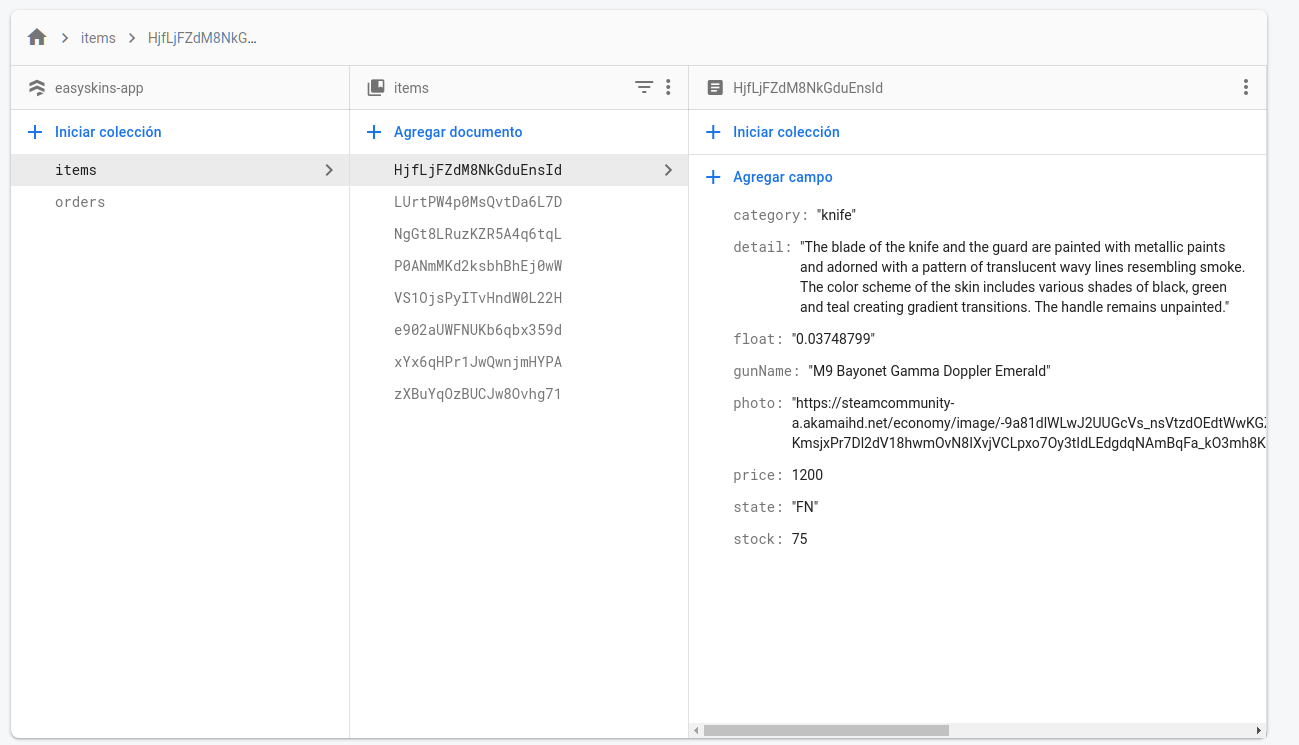 items HjfLjFZdM8NkG...
easyskins-app
items
HjfLjFZdM8NkGduEnsId
Iniciar colección
Agregar documento
Iniciar colección
items
orders
HjfLjFZdM8NkGduEnsId
LUrtPW4p0MsQvtDa6L7D
NgGt8LRuzKZR5A4q6tqL
P0ANmMKd2ksbhBhEj0wW
VS1OjsPyITvHndW0L22H
e902aUWFNUKb6qbx359d
xYx6qHPr1JwQwnjmHYPA
zXBuYqOzBUCJw8Ovhg71
Agregar campo
category: "knife"
detail: "The blade of the knife and the guard are painted with metallic paints
and adorned with a pattern of translucent wavy lines resembling smoke.
The color scheme of the skin includes various shades of black, green
and teal creating gradient transitions. The handle remains unpainted."
float: "0.03748799"
gunName: "M9 Bayonet Gamma Doppler Emerald"
photo: "https://steamcommunity-
a.akamaihd.net/economy/image/-9a81dlWLwJ2UUGcVs_nsVtzdOEdtWwKGZ
KmsjxPr7Dl2dV18hwmOvN8IXvjVCLpxo7Oy3tIdLEdgdqNAmBqFa_kO3mh8K
price: 1200
state: "FN"
stock: 75